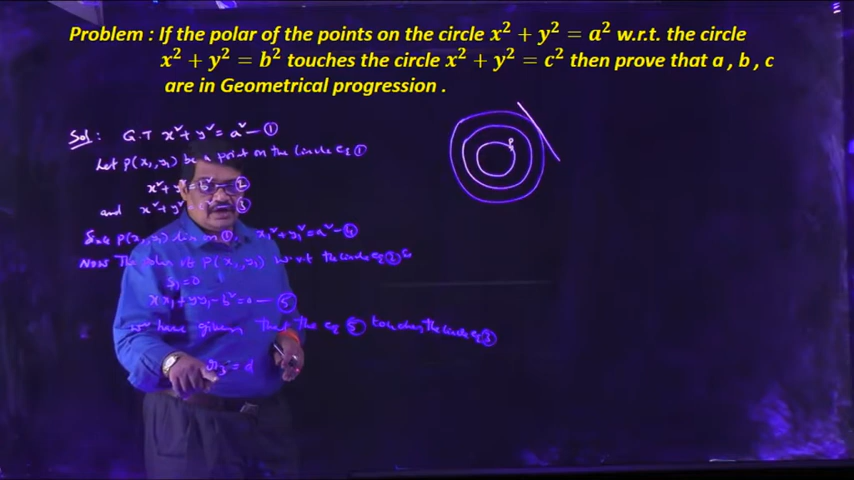 Problem : If the polar of the points on the circle x² + y² = a² w.r.t. the circle
x² + y² = b² touches the circle x² + y² = c² then prove that a , b , c
are in Geometrical progression .
Sol : G.T x² + y² = a² — ①
Let P(x₁, y₁) be a point on the circle eq ①
x² + y² = b² — ②
and x² + y² = c² — ③
Since P(x₁, y₁) lies on ①, x₁² + y₁² = a² — ④
Now The polar of P(x₁, y₁) w.r.t the circle eq ② is
S₁ = 0
xx₁ + yy₁ - b² = 0 — ⑤
we have given that the eq ⑤ touches the circle eq ③
r₃ = d
P